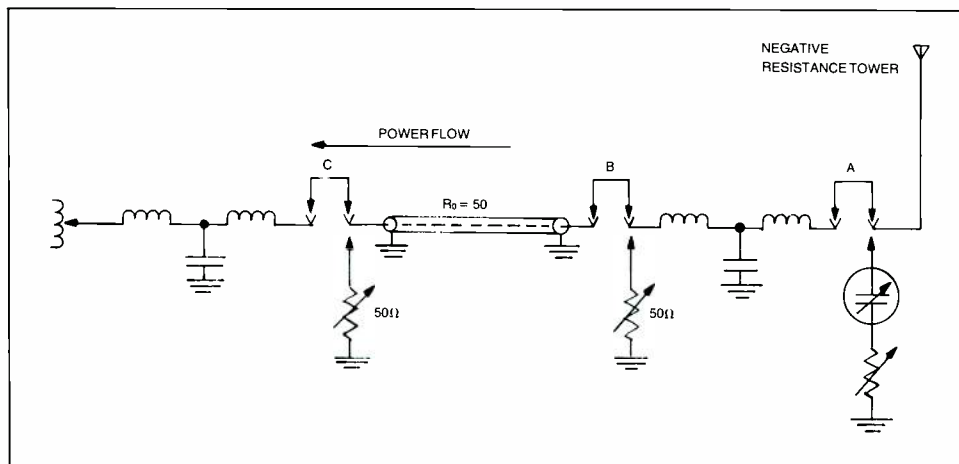 NEGATIVE
RESISTANCE TOWER
POWER FLOW
C
B
A
R₀ = 50
50Ω
50Ω